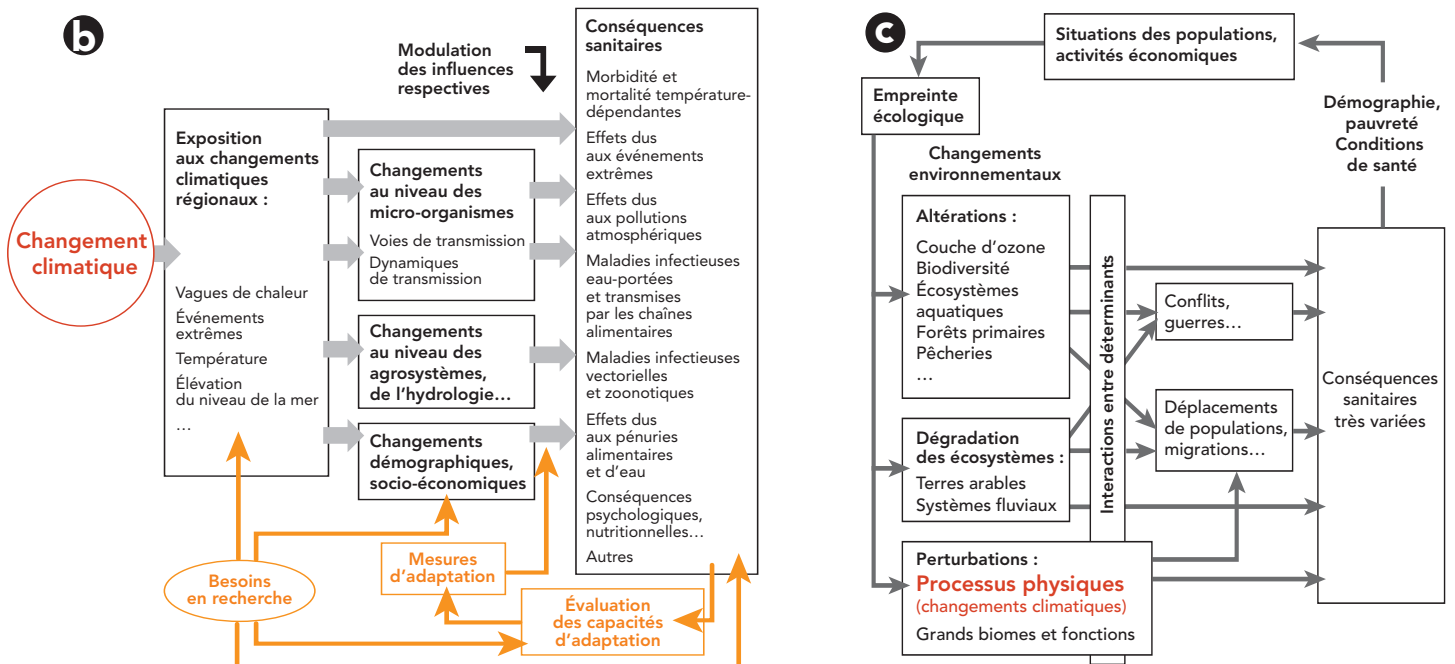 b
Changement
climatique
Exposition
aux changements
climatiques
régionaux :
Vagues de chaleur
Événements
extrêmes
Température
Élévation
du niveau de la mer
…
Modulation
des influences
respectives
Changements
au niveau des
micro-organismes
Voies de transmission
Dynamiques
de transmission
Changements
au niveau des
agrosystèmes,
de l’hydrologie…
Changements
démographiques,
socio-économiques
Conséquences
sanitaires
Morbidité et
mortalité température-
dépendantes
Effets dus
aux événements
extrêmes
Effets dus
aux pollutions
atmosphériques
Maladies infectieuses
eau-portées
et transmises
par les chaînes
alimentaires
Maladies infectieuses
vectorielles
et zoonotiques
Effets dus
aux pénuries
alimentaires
et d’eau
Conséquences
psychologiques,
nutritionnelles…
Autres
Besoins
en recherche
Mesures
d’adaptation
Évaluation
des capacités
d’adaptation
c
Situations des populations,
activités économiques
Empreinte
écologique
Démographie,
pauvreté
Conditions
de santé
Changements
environnementaux
Altérations :
Couche d’ozone
Biodiversité
Écosystèmes
aquatiques
Forêts primaires
Pêcheries
…
Dégradation
des écosystèmes :
Terres arables
Systèmes fluviaux
Perturbations :
Processus physiques
(changements climatiques)
Grands biomes et fonctions
Interactions entre déterminants
Conflits,
guerres…
Déplacements
de populations,
migrations…
Conséquences
sanitaires
très variées